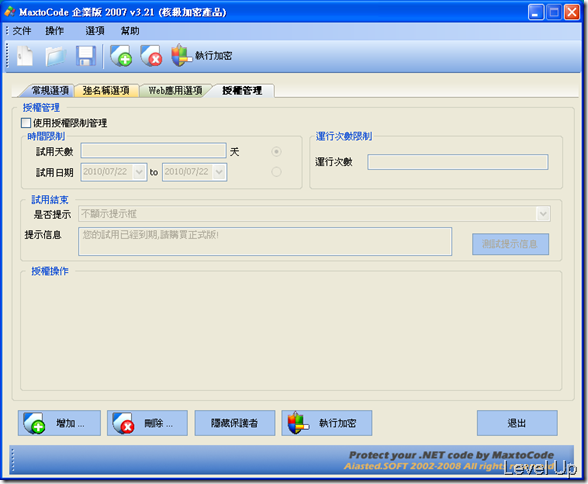 MaxtoCode 企業版 2007 v3.21 (核級加密產品)
文件 操作 選項 幫助
執行加密
常規選項 強名稱選項 Web應用選項 授權管理
授權管理
使用授權限制管理
時間限制 運行次數限制
試用天數 天 運行次數
試用日期 2010/07/22 to 2010/07/22
試用結束
是否提示 不顯示提示框
提示信息 您的試用已經到期,請購買正式版! 測試提示信息
授權操作
增加 ... 刪除 ... 隱藏保護者 執行加密 退出
Protect your .NET code by MaxtoCode
Aiasted.SOFT 2002-2008 All rights reserved
Level Up